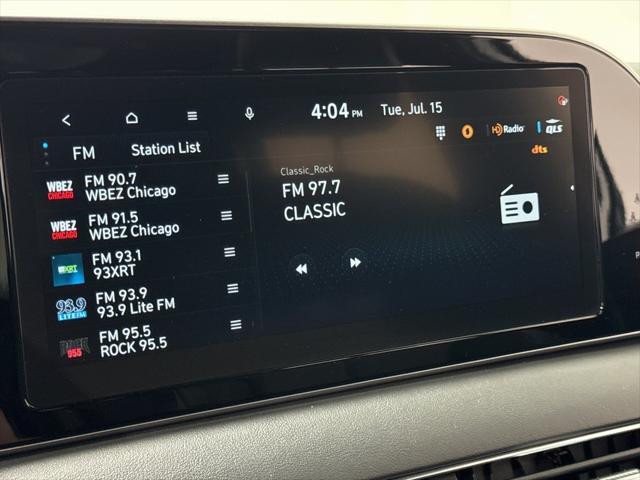 4:04 PM Tue, Jul. 15
HD Radio QLS
dts
FM Station List
WBEZ CHICAGO
FM 90.7
WBEZ Chicago
WBEZ CHICAGO
FM 91.5
WBEZ Chicago
93XRT
FM 93.1
93XRT
93.9 LITE FM
FM 93.9
93.9 Lite FM
ROCK 955
FM 95.5
ROCK 95.5
Classic_Rock
FM 97.7
CLASSIC